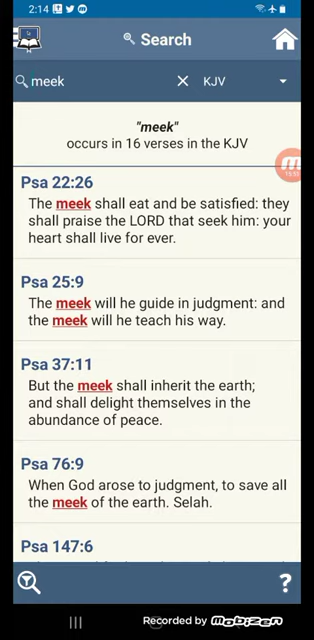 2:14
Search
meek
KJV
"meek"
occurs in 16 verses in the KJV
Psa 22:26
The meek shall eat and be satisfied: they
shall praise the LORD that seek him: your
heart shall live for ever.
Psa 25:9
The meek will he guide in judgment: and
the meek will he teach his way.
Psa 37:11
But the meek shall inherit the earth;
and shall delight themselves in the
abundance of peace.
Psa 76:9
When God arose to judgment, to save all
the meek of the earth. Selah.
Psa 147:6
?
Recorded by mobizen